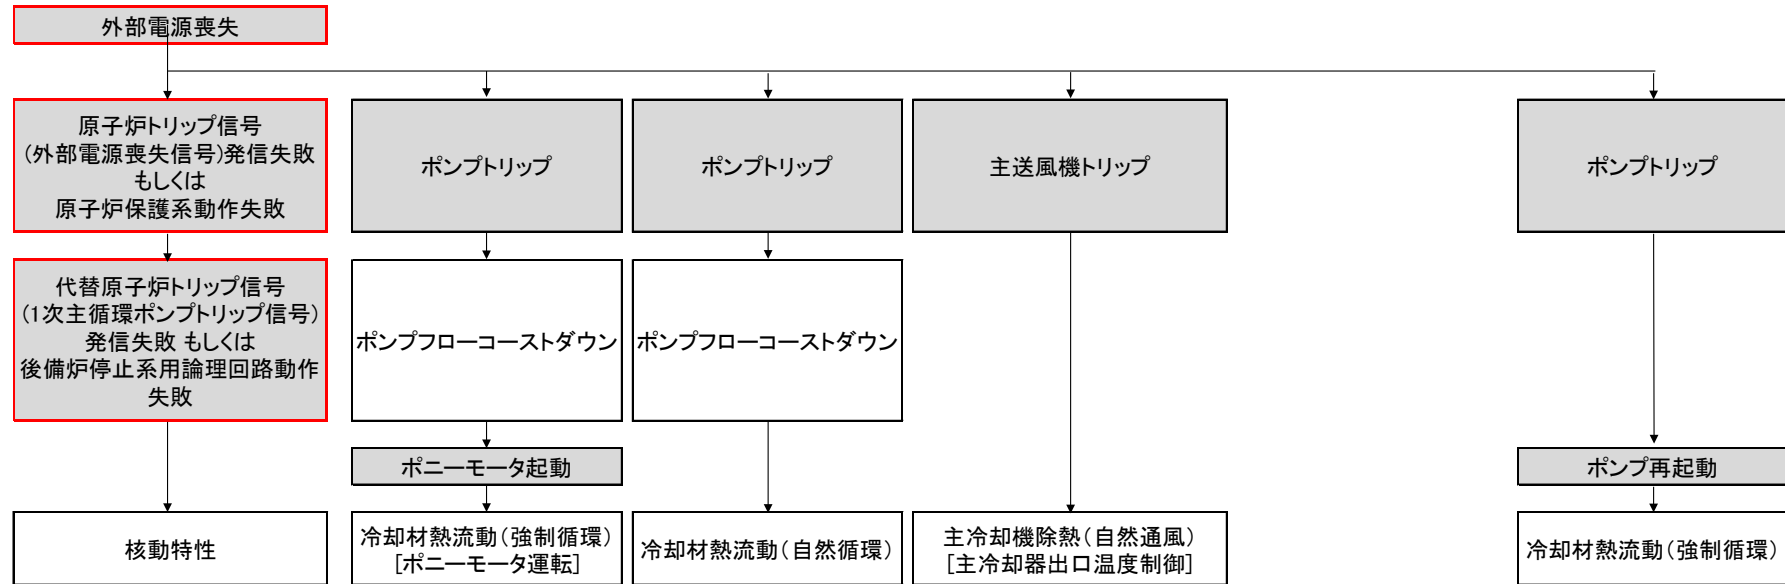 外部電源喪失
原子炉トリップ信号
(外部電源喪失信号)発信失敗
もしくは
原子炉保護系動作失敗
ポンプトリップ
ポンプトリップ
主送風機トリップ
ポンプトリップ
代替原子炉トリップ信号
(1次主循環ポンプトリップ信号)
発信失敗 もしくは
後備炉停止系用論理回路動作
失敗
ポンプフローコーストダウン
ポンプフローコーストダウン
ポニーモータ起動
ポンプ再起動
核動特性
冷却材熱流動(強制循環)
[ポニーモータ運転]
冷却材熱流動(自然循環)
主冷却機除熱(自然通風)
[主冷却器出口温度制御]
冷却材熱流動(強制循環)